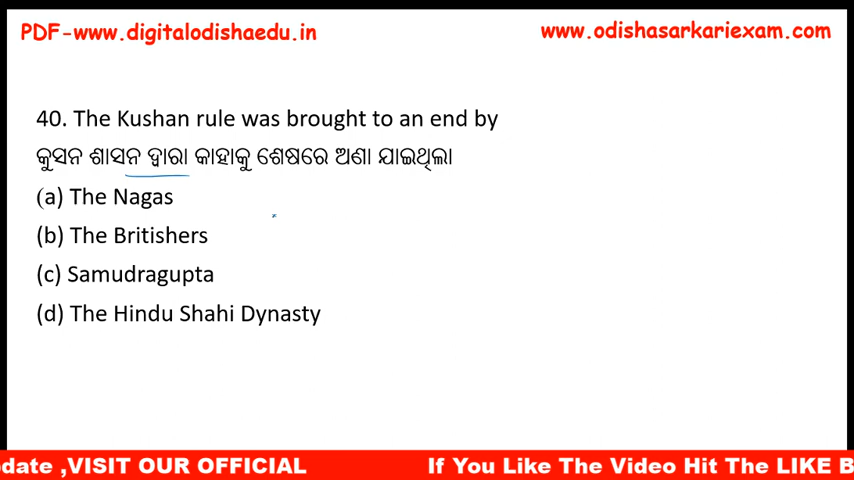 PDF-www.digitalodishaedu.in
www.odishasarkariexam.com
40. The Kushan rule was brought to an end by
କୁସନ ଶାସନ ଦ୍ୱାରା କାହାକୁ ଶେଷରେ ଅଣା ଯାଇଥିଲା
(a) The Nagas
(b) The Britishers
(c) Samudragupta
(d) The Hindu Shahi Dynasty
date ,VISIT OUR OFFICIAL
If You Like The Video Hit The LIKE B